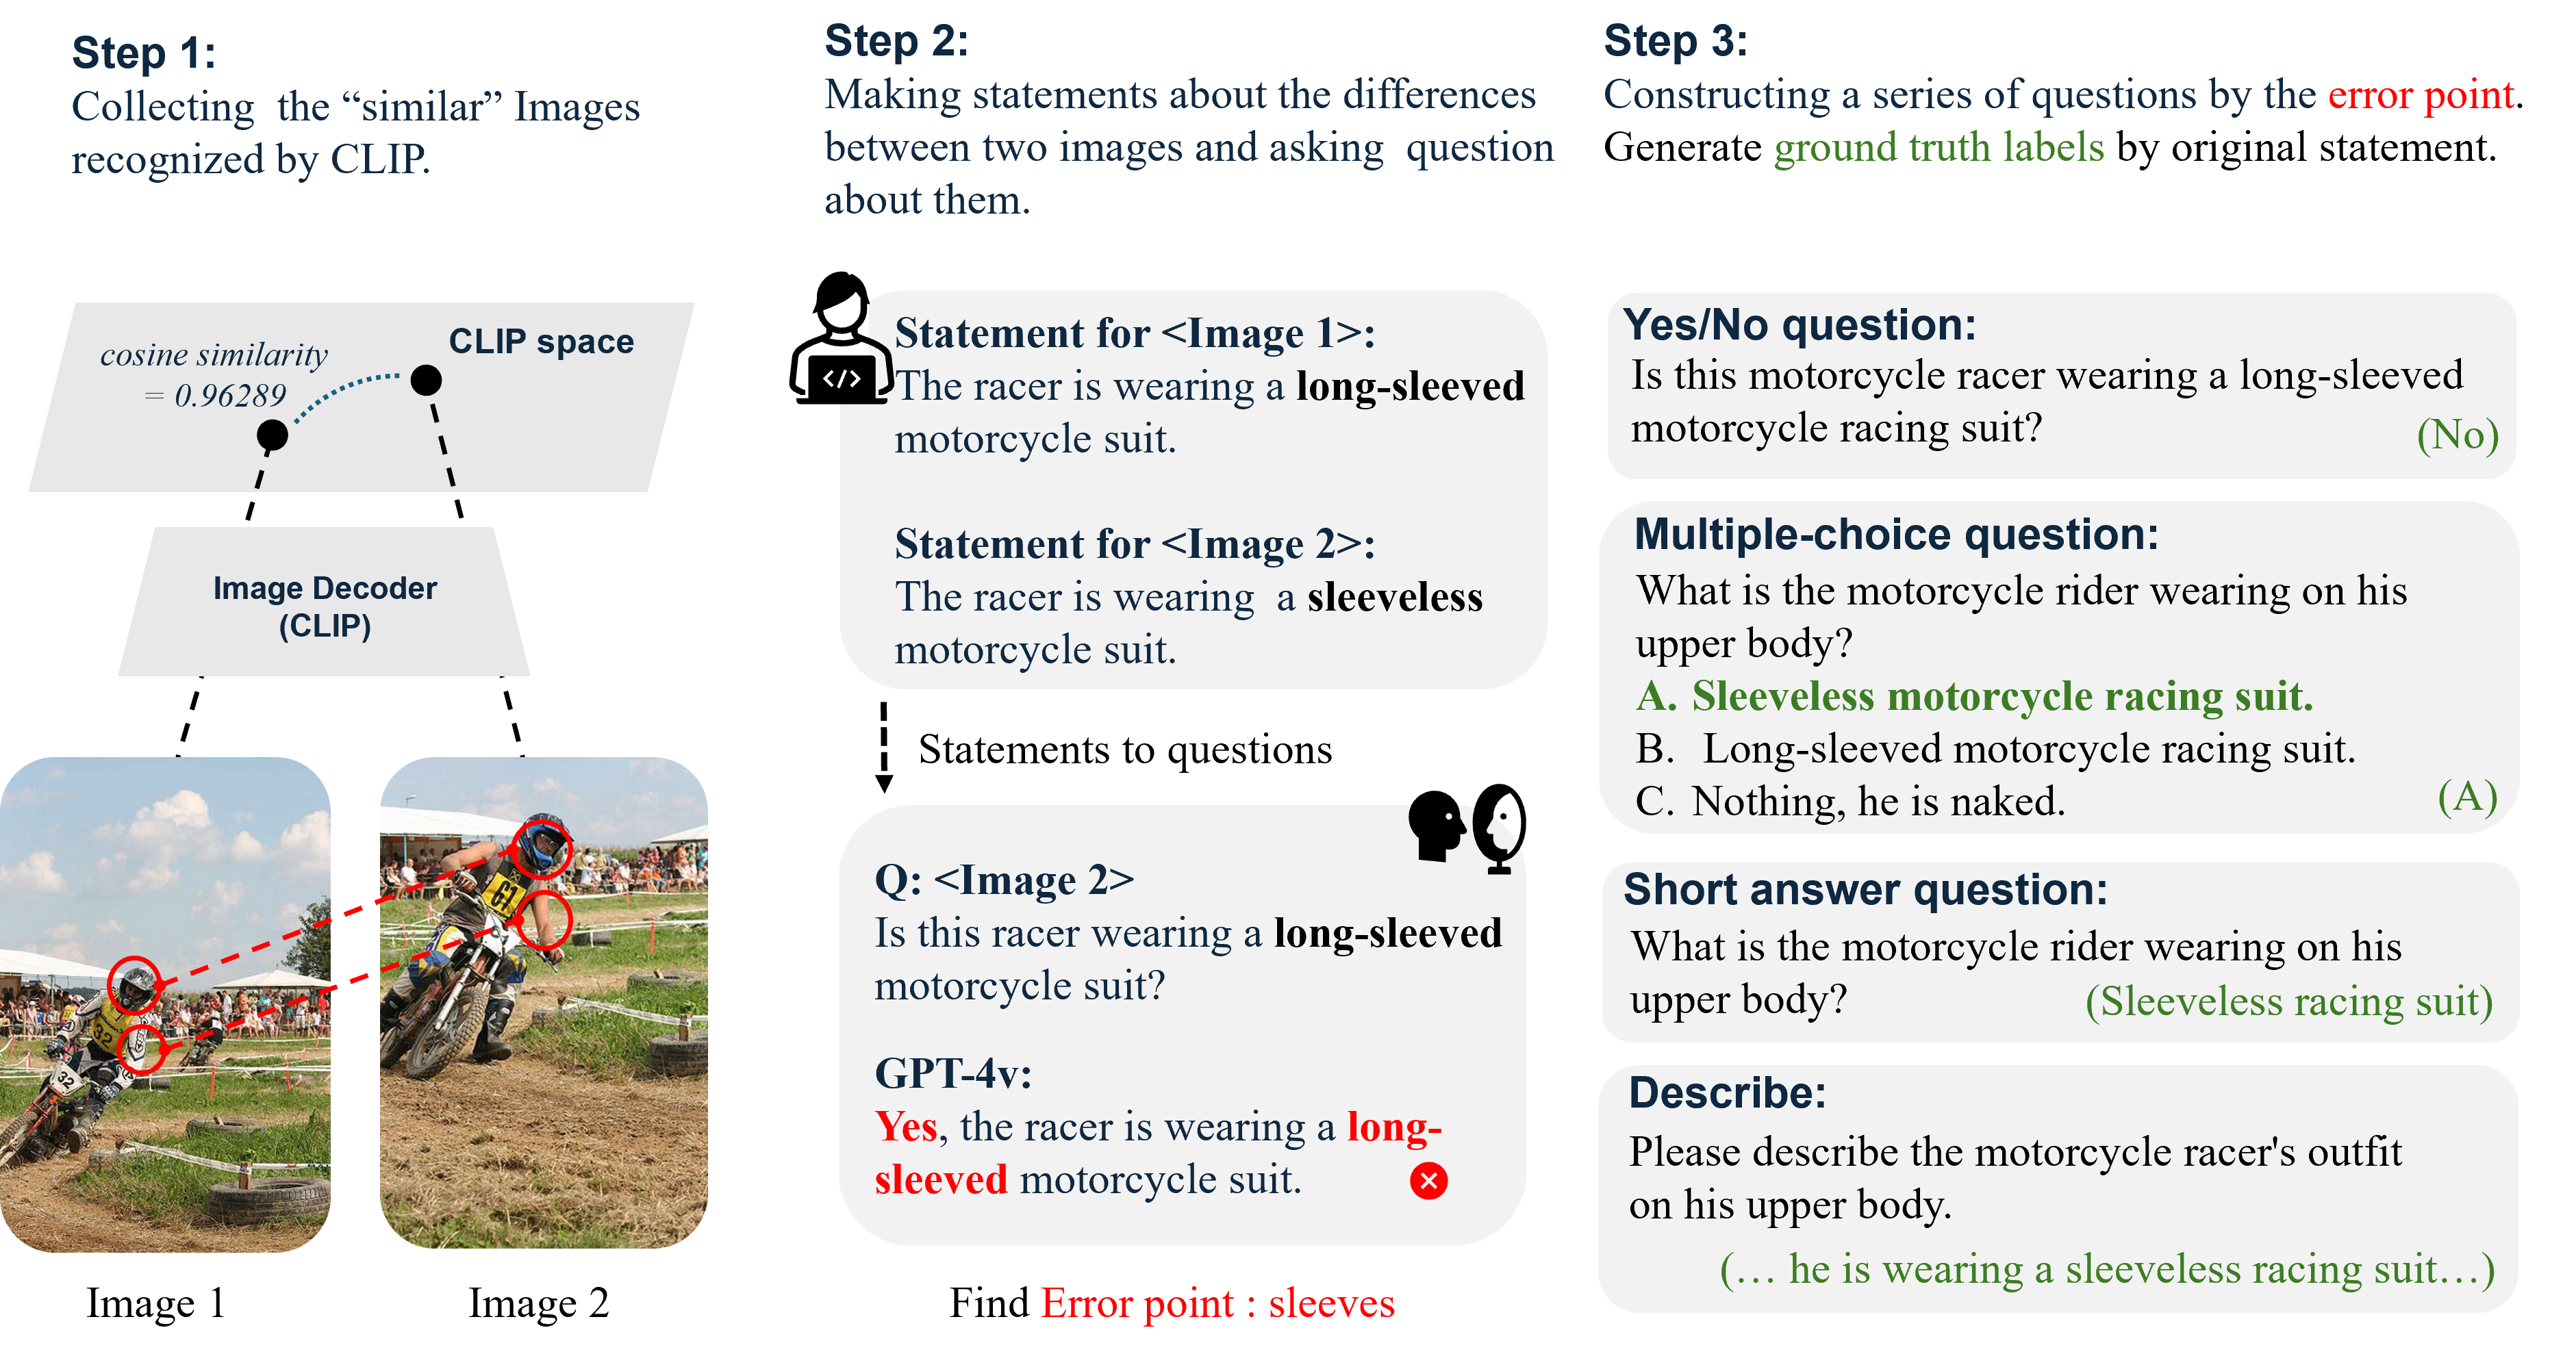 Step 1:
Collecting the “similar” Images
recognized by CLIP.
cosine similarity
= 0.96289
CLIP space
Image Decoder
(CLIP)
32
32
61
Image 1
Image 2
Step 2:
Making statements about the differences
between two images and asking question
about them.
</>
Statement for <Image 1>:
The racer is wearing a long-sleeved
motorcycle suit.
Statement for <Image 2>:
The racer is wearing a sleeveless
motorcycle suit.
Statements to questions
Q: <Image 2>
Is this racer wearing a long-sleeved
motorcycle suit?
GPT-4v:
Yes, the racer is wearing a long-
sleeved motorcycle suit.
Find Error point : sleeves
Step 3:
Constructing a series of questions by the error point.
Generate ground truth labels by original statement.
Yes/No question:
Is this motorcycle racer wearing a long-sleeved
motorcycle racing suit?
(No)
Multiple-choice question:
What is the motorcycle rider wearing on his
upper body?
A. Sleeveless motorcycle racing suit.
B. Long-sleeved motorcycle racing suit.
C. Nothing, he is naked.
(A)
Short answer question:
What is the motorcycle rider wearing on his
upper body?
(Sleeveless racing suit)
Describe:
Please describe the motorcycle racer's outfit
on his upper body.
(… he is wearing a sleeveless racing suit…)